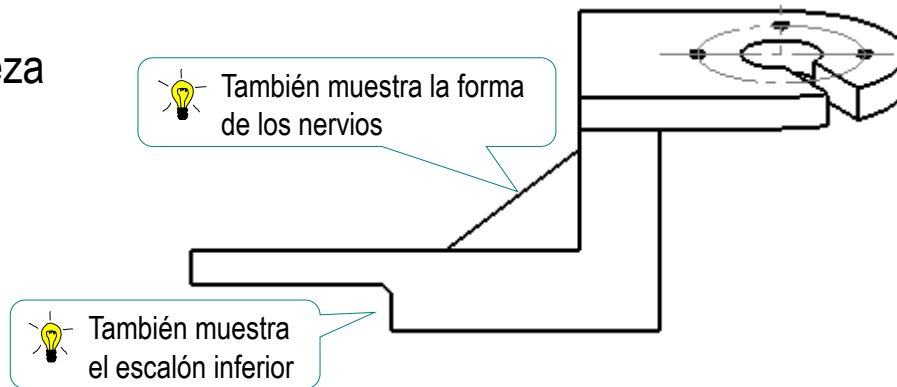 eza
También muestra la forma
de los nervios
También muestra
el escalón inferior